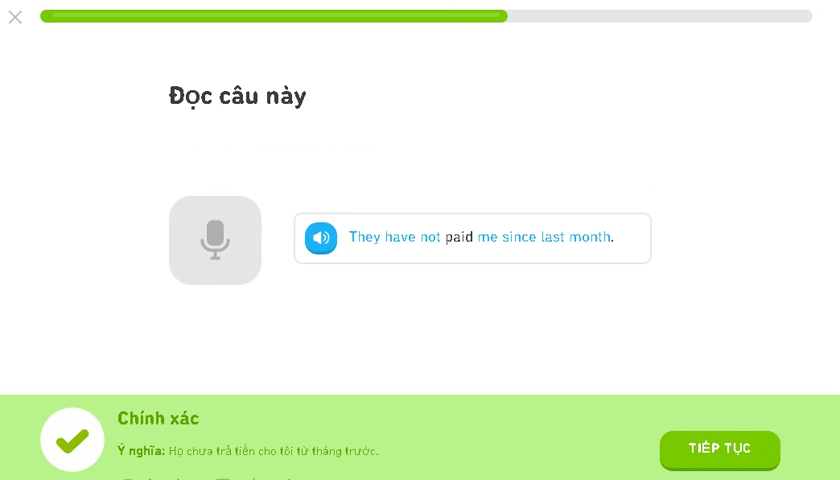 Đọc câu này
They have not paid me since last month.
Chính xác
Ý nghĩa: Họ chưa trả tiền cho tôi từ tháng trước.
TIẾP TỤC